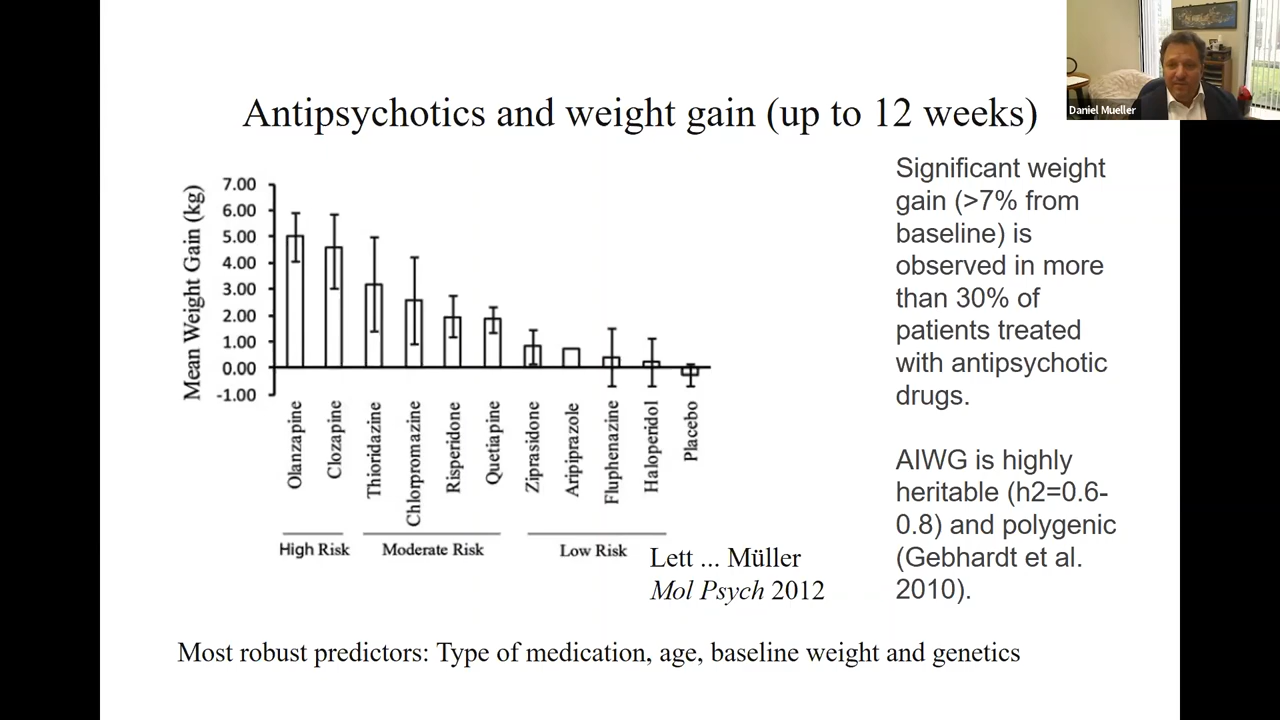 Daniel Mueller
Antipsychotics and weight gain (up to 12 weeks)
Mean Weight Gain (kg)
7.00
6.00
5.00
4.00
3.00
2.00
1.00
0.00
-1.00
Olanzapine
Clozapine
Thioridazine
Chlorpromazine
Risperidone
Quetiapine
Ziprasidone
Aripiprazole
Fluphenazine
Haloperidol
Placebo
High Risk
Moderate Risk
Low Risk
Lett ... Müller
Mol Psych 2012
Significant weight
gain (>7% from
baseline) is
observed in more
than 30% of
patients treated
with antipsychotic
drugs.
AIWG is highly
heritable (h2=0.6-
0.8) and polygenic
(Gebhardt et al.
2010).
Most robust predictors: Type of medication, age, baseline weight and genetics